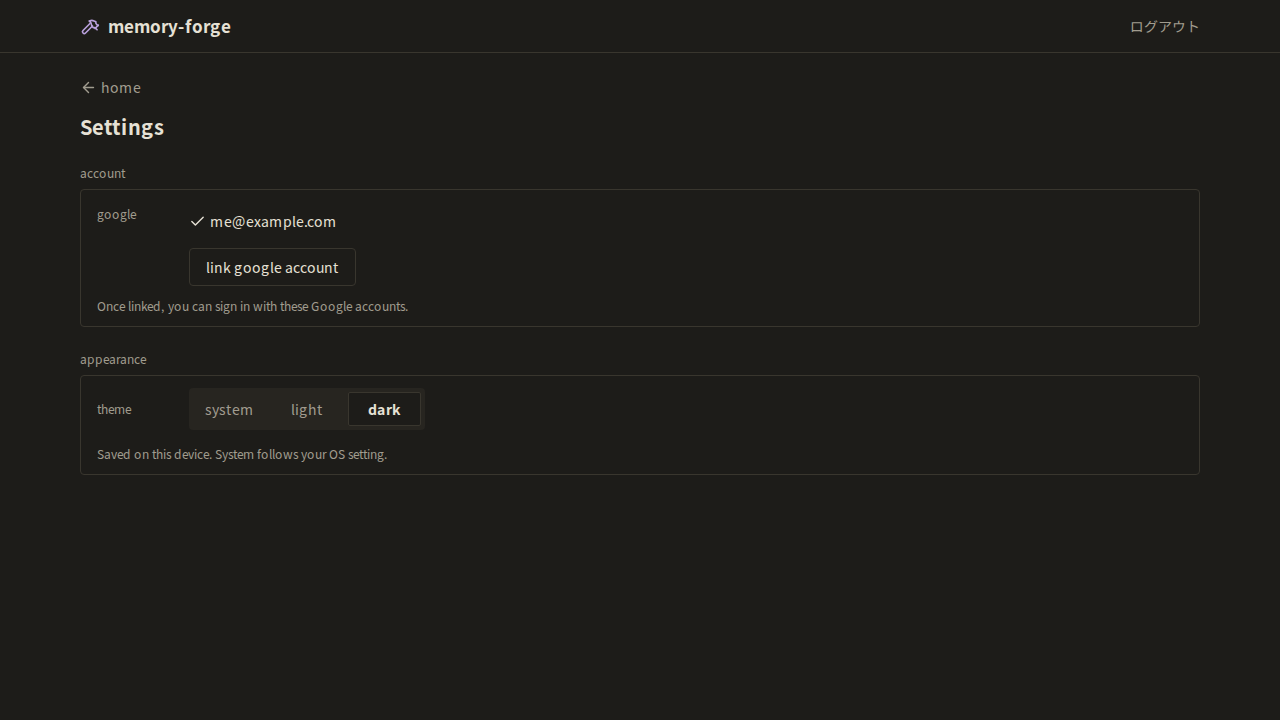 memory-forge
ログアウト
home
Settings
account
google
me@example.com
link google account
Once linked, you can sign in with these Google accounts.
appearance
theme
system
light
dark
Saved on this device. System follows your OS setting.